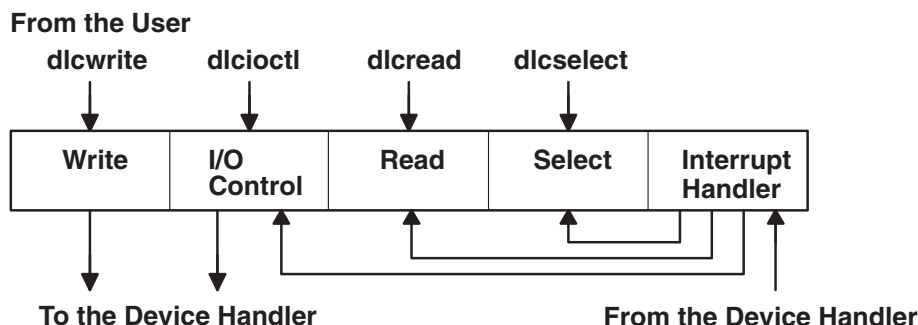 From the User
dlcwrite dlcioctl dlcread dlcselect
Write I/O Control Read Select Interrupt Handler
To the Device Handler From the Device Handler